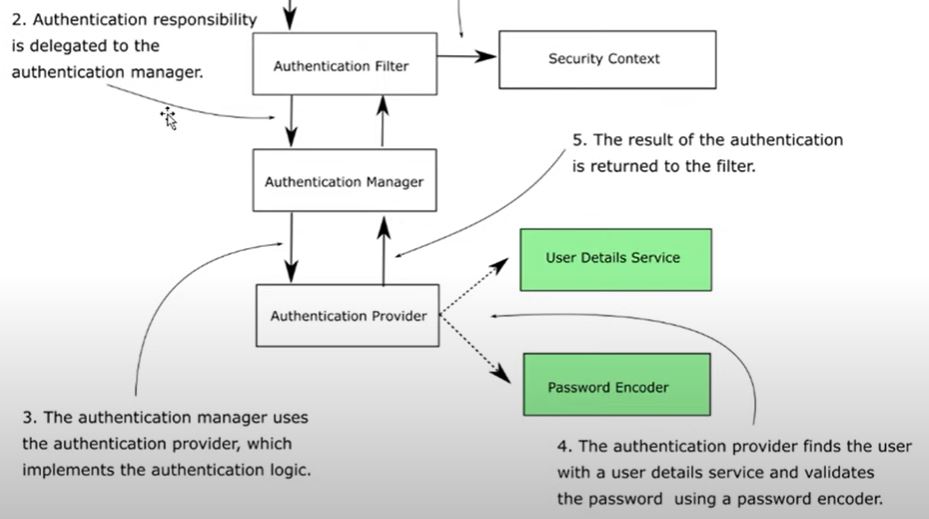 2. Authentication responsibility
is delegated to the
authentication manager.
Authentication Filter
Security Context
5. The result of the authentication
is returned to the filter.
Authentication Manager
User Details Service
Authentication Provider
Password Encoder
3. The authentication manager uses
the authentication provider, which
implements the authentication logic.
4. The authentication provider finds the user
with a user details service and validates
the password using a password encoder.